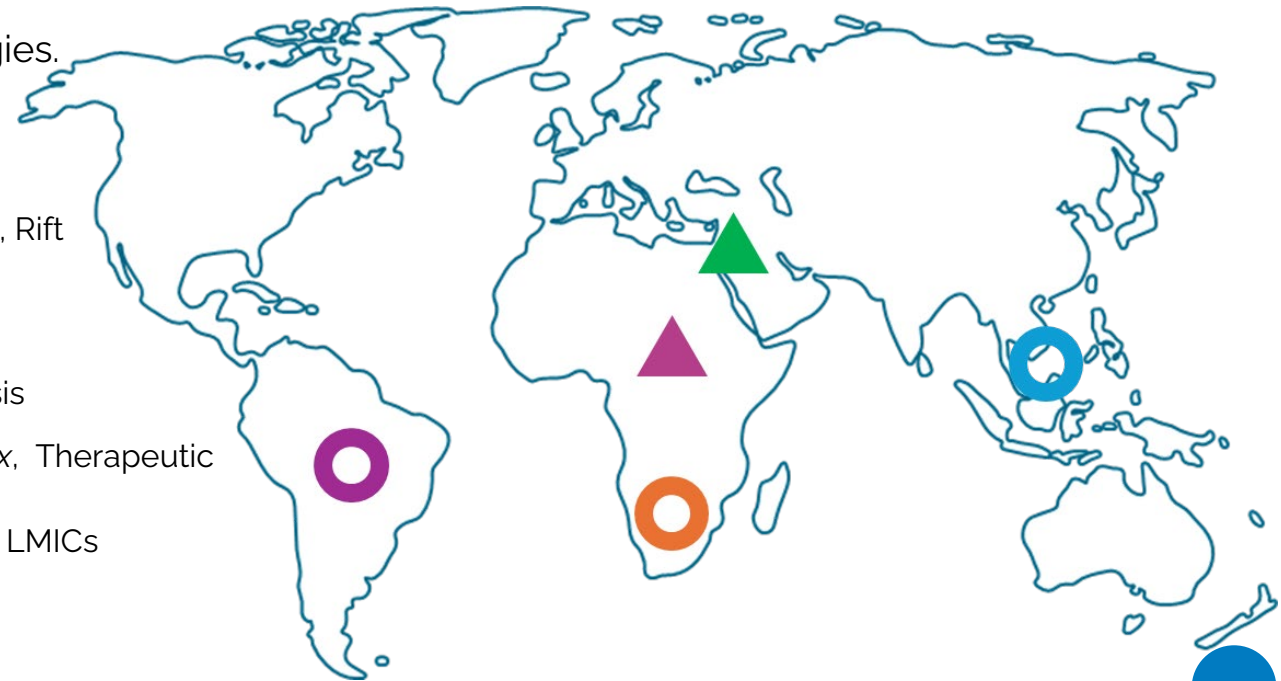 gies.
, Rift
sis
x, Therapeutic
LMICs